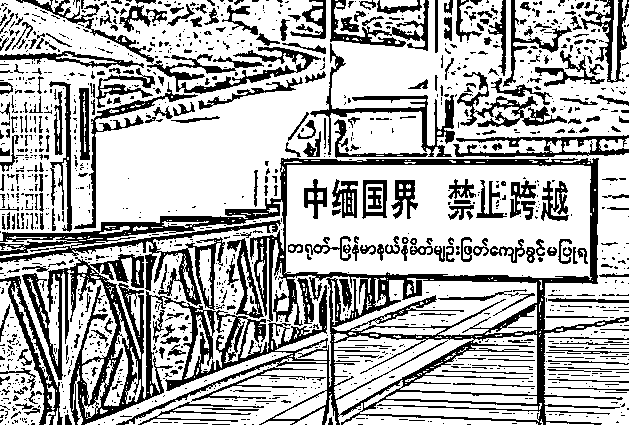 中缅国界 禁止跨越
တရုတ်-မြန်မာနယ်နိမိတ်မျဉ်းဖြတ်ကျော်ခွင့်မပြုရ